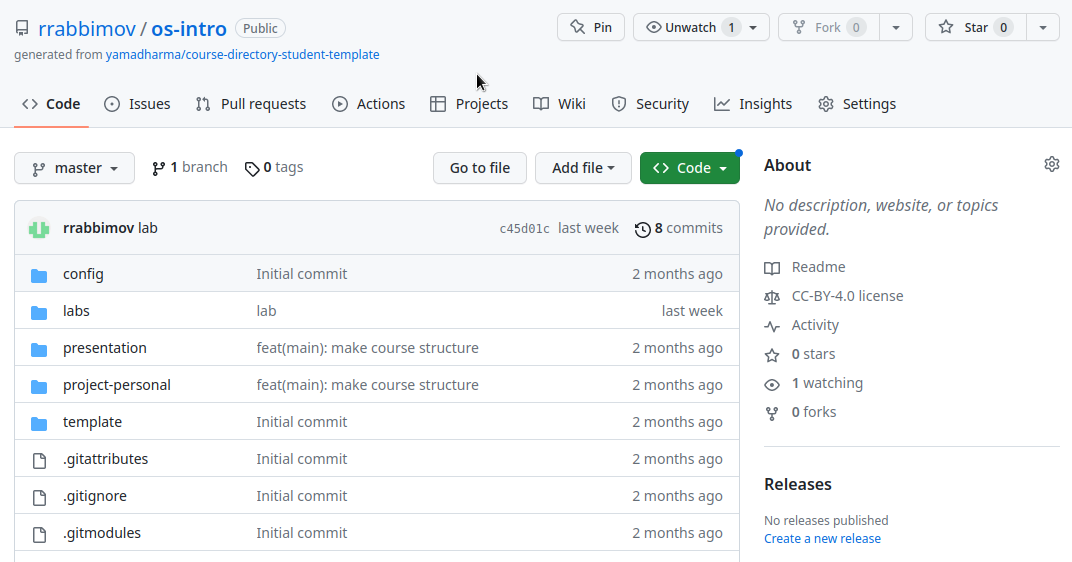 rrabbimov / os-intro Public Pin Unwatch 1 Fork 0 Star 0
generated from yamadharma/course-directory-student-template
Code Issues Pull requests Actions Projects Wiki Security Insights Settings
master 1 branch 0 tags Go to file Add file Code
rrabbimov lab c45d01c last week 8 commits
config Initial commit 2 months ago
labs lab last week
presentation feat(main): make course structure 2 months ago
project-personal feat(main): make course structure 2 months ago
template Initial commit 2 months ago
.gitattributes Initial commit 2 months ago
.gitignore Initial commit 2 months ago
.gitmodules Initial commit 2 months ago
About
No description, website, or topics
provided.
Readme
CC-BY-4.0 license
Activity
0 stars
1 watching
0 forks
Releases
No releases published
Create a new release